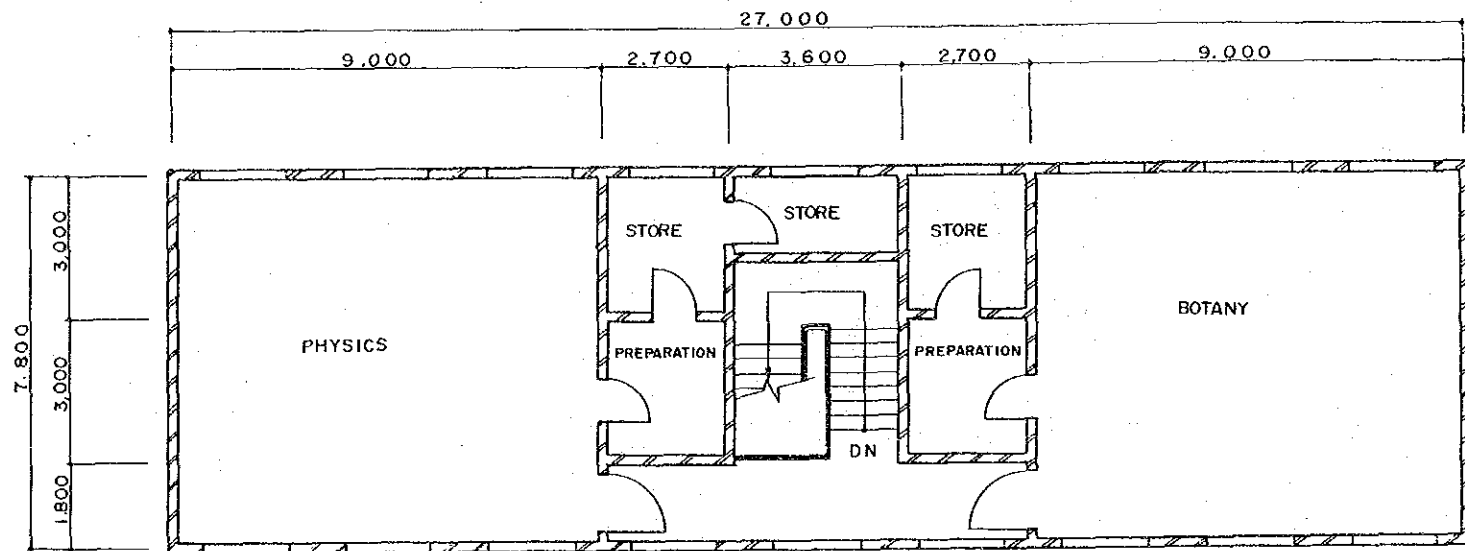 27,000
9.000
2.700
3,600
2,700
9.000
7.800
3,000
3,000
1.800
STORE
STORE
STORE
BOTANY
PHYSICS
PREPARATION
PREPARATION
DN